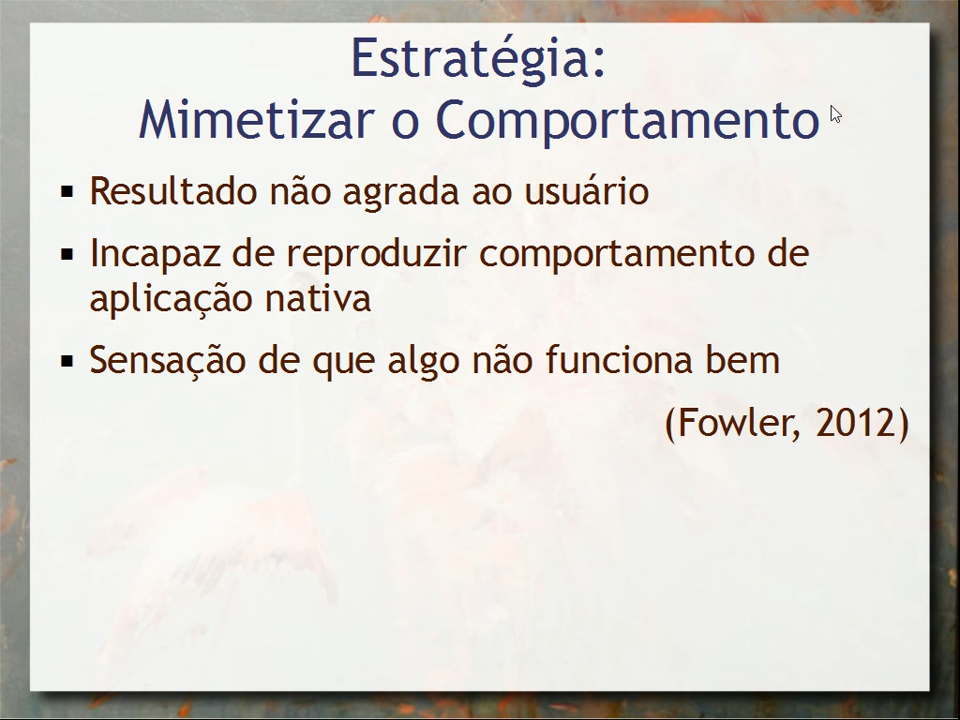 Estratégia:
Mimetizar o Comportamento
▪ Resultado não agrada ao usuário
▪ Incapaz de reproduzir comportamento de
aplicação nativa
▪ Sensação de que algo não funciona bem
(Fowler, 2012)